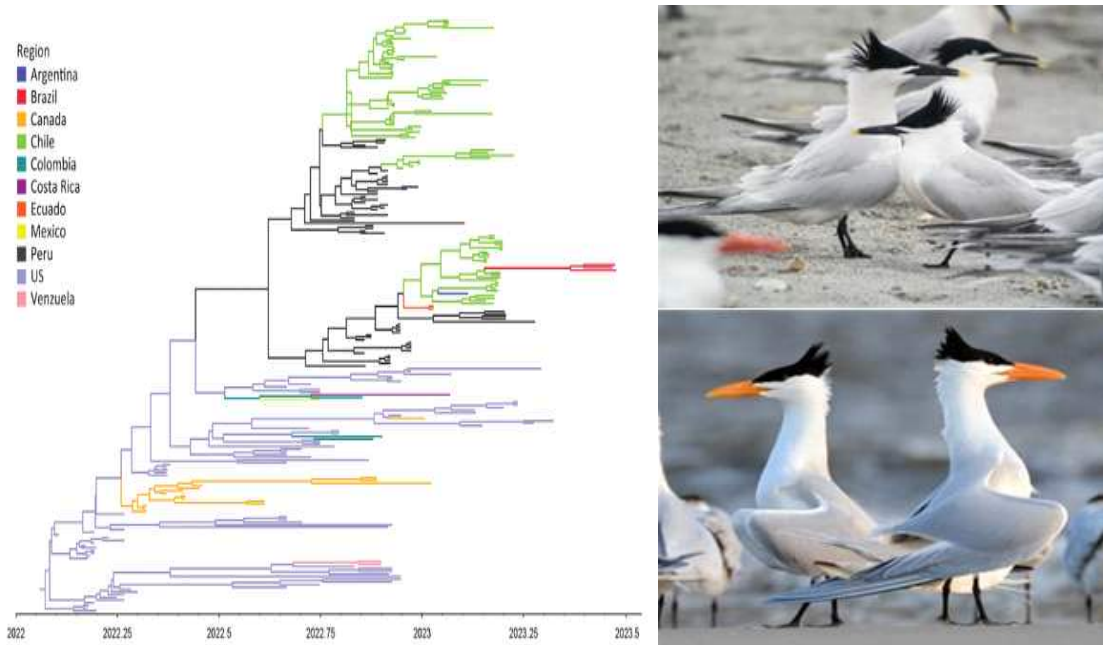 Region
Argentina
Brazil
Canada
Chile
Colombia
Costa Rica
Ecuado
Mexico
Peru
US
Venzuela
2022 2022.25 2022.5 2022.75 2023 2023.25 2023.5